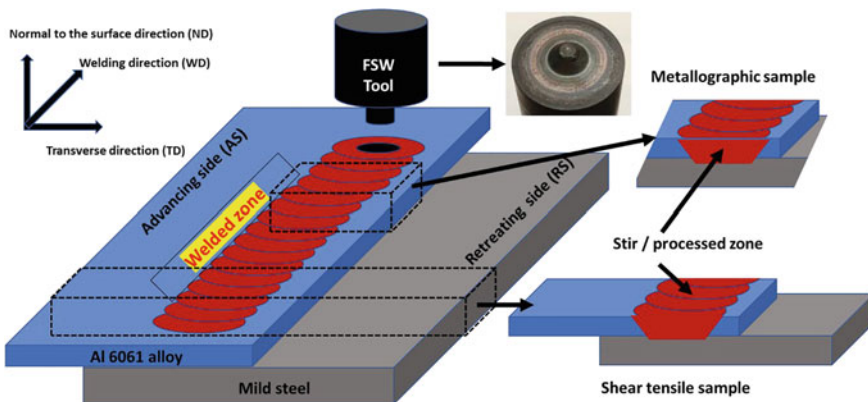 Normal to the surface direction (ND)
Welding direction (WD)
Transverse direction (TD)
FSW
Tool
Metallographic sample
Advancing side (AS)
Welded zone
Retreating side (RS)
Stir / processed zone
Al 6061 alloy
Mild steel
Shear tensile sample